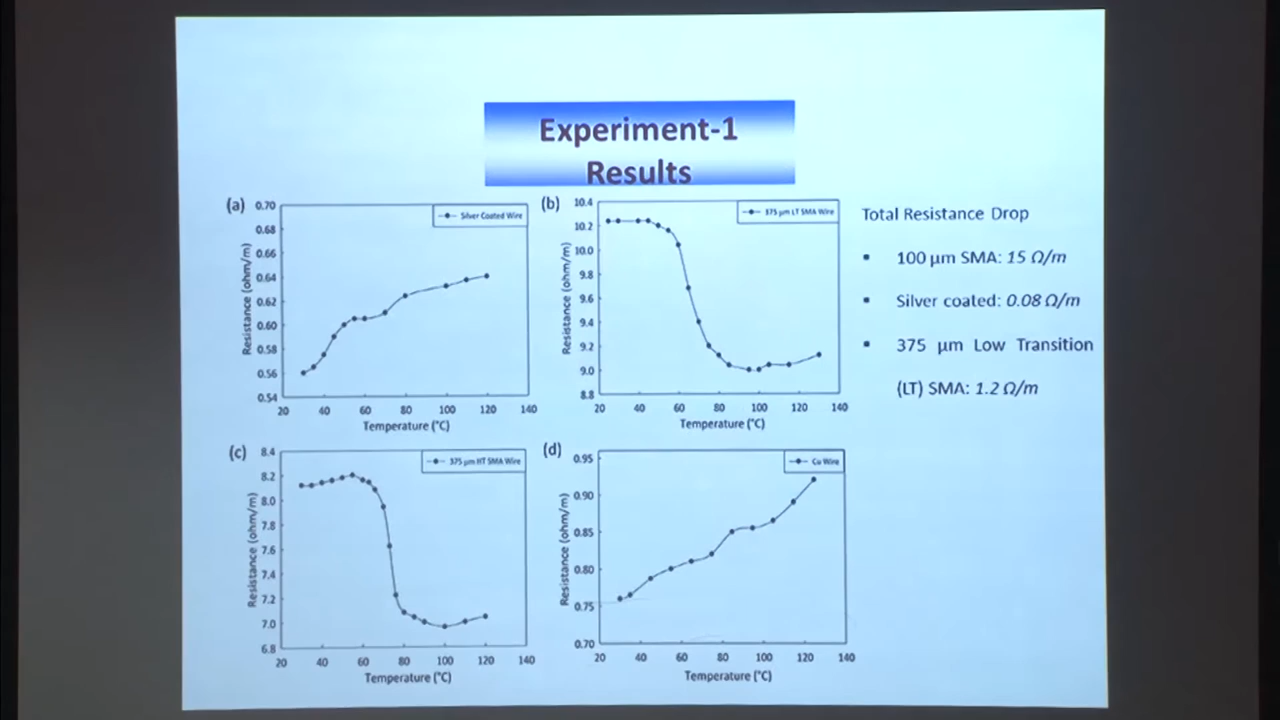 Experiment-1
Results
(a)
0.70
0.68
0.66
0.64
0.62
0.60
0.58
0.56
0.54
Resistance (ohm/m)
Silver Coated Wire
20 40 60 80 100 120 140
Temperature (°C)
(b)
10.4
10.2
10.0
9.8
9.6
9.4
9.2
9.0
8.8
Resistance (ohm/m)
375 µm LT SMA Wire
20 40 60 80 100 120 140
Temperature (°C)
Total Resistance Drop
• 100 µm SMA: 15 Ω/m
• Silver coated: 0.08 Ω/m
• 375 µm Low Transition
(LT) SMA: 1.2 Ω/m
(c)
8.4
8.2
8.0
7.8
7.6
7.4
7.2
7.0
6.8
Resistance (ohm/m)
375 µm HT SMA Wire
20 40 60 80 100 120 140
Temperature (°C)
(d)
0.95
0.90
0.85
0.80
0.75
0.70
Resistance (ohm/m)
Cu Wire
20 40 60 80 100 120 140
Temperature (°C)